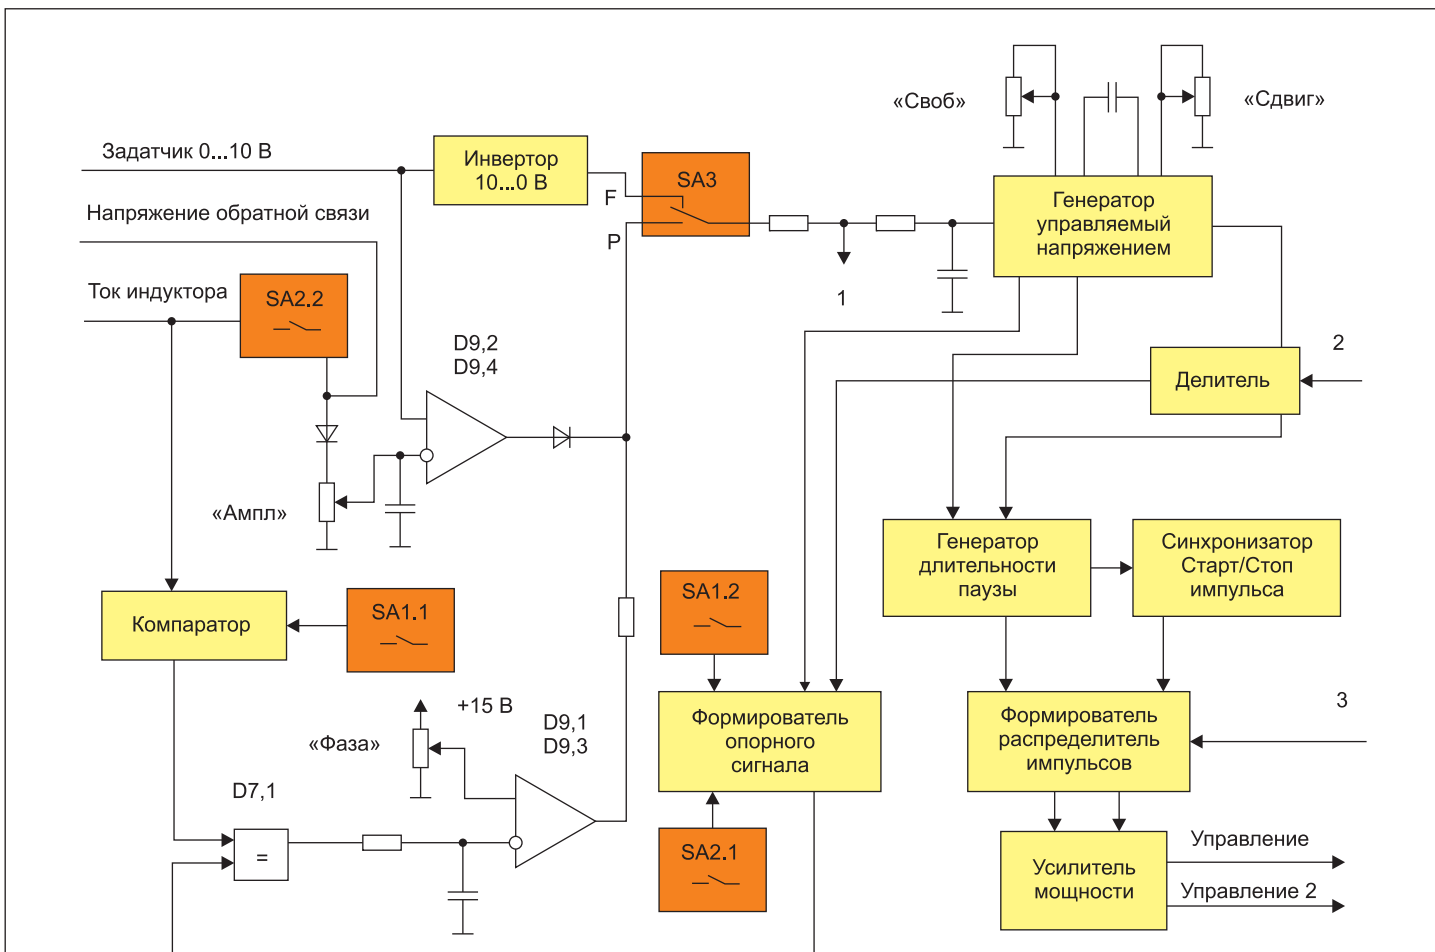 «Своб»
«Сдвиг»
Задатчик 0...10 В
Инвертор
10...0 В
SA3
F
P
Генератор
управляемый
напряжением
Напряжение обратной связи
Ток индуктора
SA2.2
1
D9,2
D9,4
2
Делитель
«Ампл»
Генератор
длительности
паузы
Синхронизатор
Старт/Стоп
импульса
Компаратор
SA1.1
SA1.2
+15 В
«Фаза»
D9,1
D9,3
Формирователь
опорного
сигнала
Формирователь
распределитель
импульсов
3
D7,1
=
SA2.1
Усилитель
мощности
Управление
Управление 2